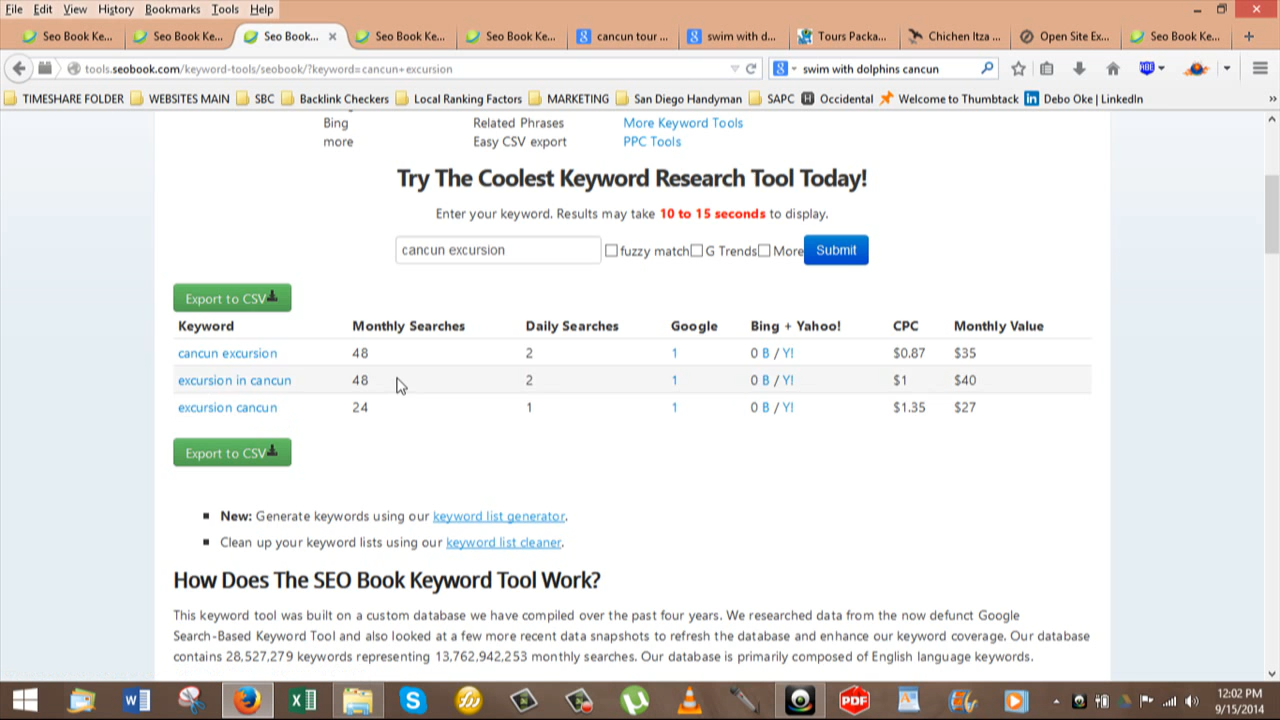 File Edit View History Bookmarks Tools Help
Seo Book Ke... Seo Book Ke... Seo Book... Seo Book Ke... Seo Book Ke... cancun tour ... swim with d... Tours Packa... Chichen Itza ... Open Site Ex... Seo Book Ke...
tools.seobook.com/keyword-tools/seobook/?keyword=cancun+excursion swim with dolphins cancun
TIMESHARE FOLDER WEBSITES MAIN SBC Backlink Checkers Local Ranking Factors MARKETING San Diego Handyman SAPC Occidental Welcome to Thumbtack Debo Oke | LinkedIn
Bing Related Phrases More Keyword Tools
more Easy CSV export PPC Tools
Try The Coolest Keyword Research Tool Today!
Enter your keyword. Results may take 10 to 15 seconds to display.
cancun excursion fuzzy match G Trends More Submit
Export to CSV
Keyword Monthly Searches Daily Searches Google Bing + Yahoo! CPC Monthly Value
cancun excursion 48 2 1 0 B / Y! $0.87 $35
excursion in cancun 48 2 1 0 B / Y! $1 $40
excursion cancun 24 1 1 0 B / Y! $1.35 $27
Export to CSV
New: Generate keywords using our keyword list generator.
Clean up your keyword lists using our keyword list cleaner.
How Does The SEO Book Keyword Tool Work?
This keyword tool was built on a custom database we have compiled over the past four years. We researched data from the now defunct Google
Search-Based Keyword Tool and also looked at a few more recent data snapshots to refresh the database and enhance our keyword coverage. Our database
contains 28,527,279 keywords representing 13,762,942,253 monthly searches. Our database is primarily composed of English language keywords.
PDF
12:02 PM
9/15/2014